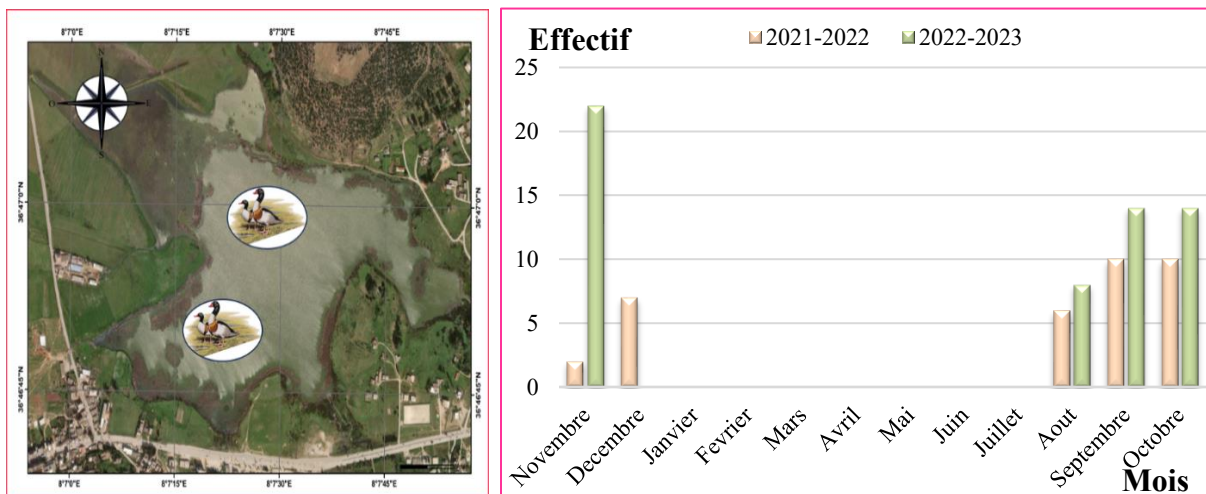 8°7'0"E 8°7'15"E 8°7'30"E 8°7'45"E
N
O E
S
36°47'0"N 36°47'0"N
36°46'45"N 36°46'45"N
8°7'0"E 8°7'15"E 8°7'30"E 8°7'45"E
Effectif
2021-2022 2022-2023
25
20
15
10
5
0
Novembre Decembre Janvier Fevrier Mars Avril Mai Juin Juillet Aout Septembre Octobre
Mois